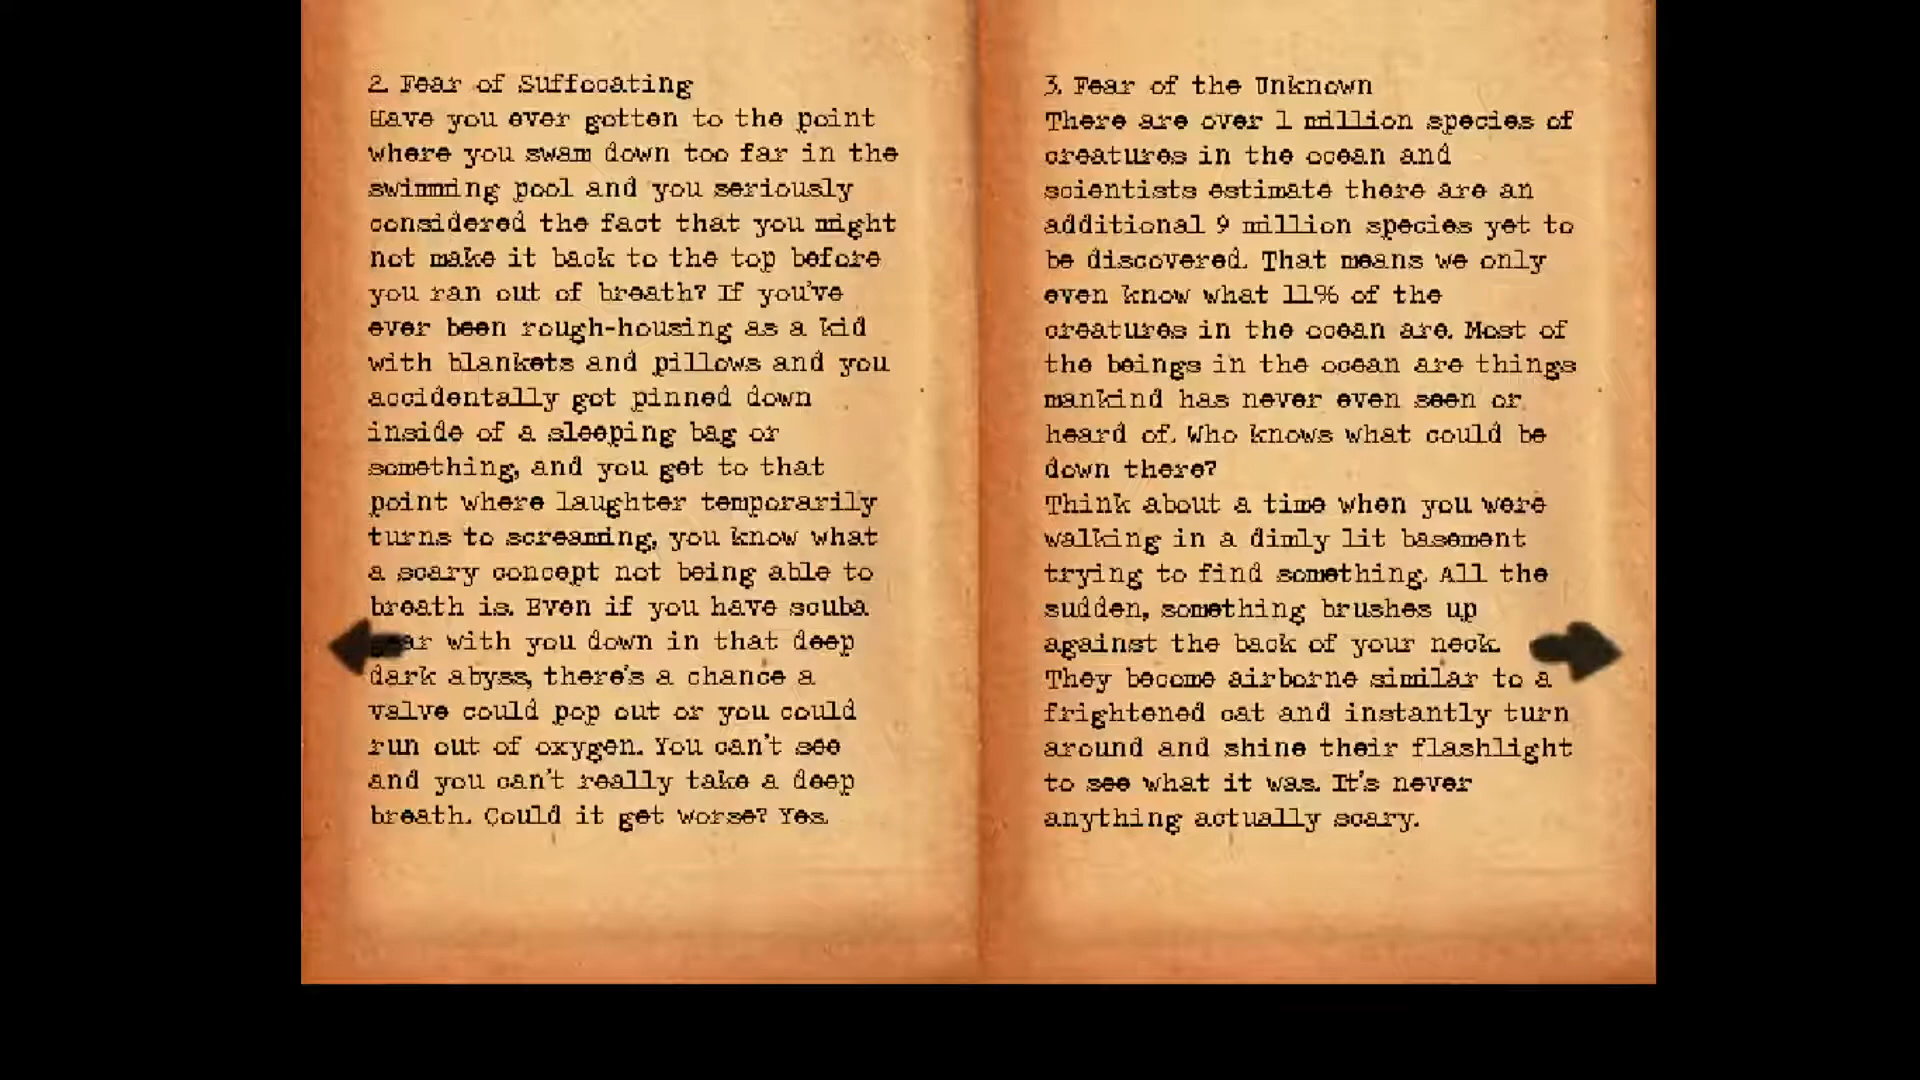 2. Fear of Suffocating
Have you ever gotten to the point
where you swam down too far in the
swimming pool and you seriously
considered the fact that you might
not make it back to the top before
you ran out of breath? If you've
ever been rough-housing as a kid
with blankets and pillows and you
accidentally got pinned down
inside of a sleeping bag or
something, and you get to that
point where laughter temporarily
turns to screaming, you know what
a scary concept not being able to
breath is. Even if you have scuba
gear with you down in that deep
dark abyss, there's a chance a
valve could pop out or you could
run out of oxygen. You can't see
and you can't really take a deep
breath. Could it get worse? Yes.
3. Fear of the Unknown
There are over 1 million species of
creatures in the ocean and
scientists estimate there are an
additional 9 million species yet to
be discovered. That means we only
even know what 11% of the
creatures in the ocean are. Most of
the beings in the ocean are things
mankind has never even seen or
heard of. Who knows what could be
down there?
Think about a time when you were
walking in a dimly lit basement
trying to find something. All the
sudden, something brushes up
against the back of your neck.
They become airborne similar to a
frightened cat and instantly turn
around and shine their flashlight
to see what it was. It's never
anything actually scary.